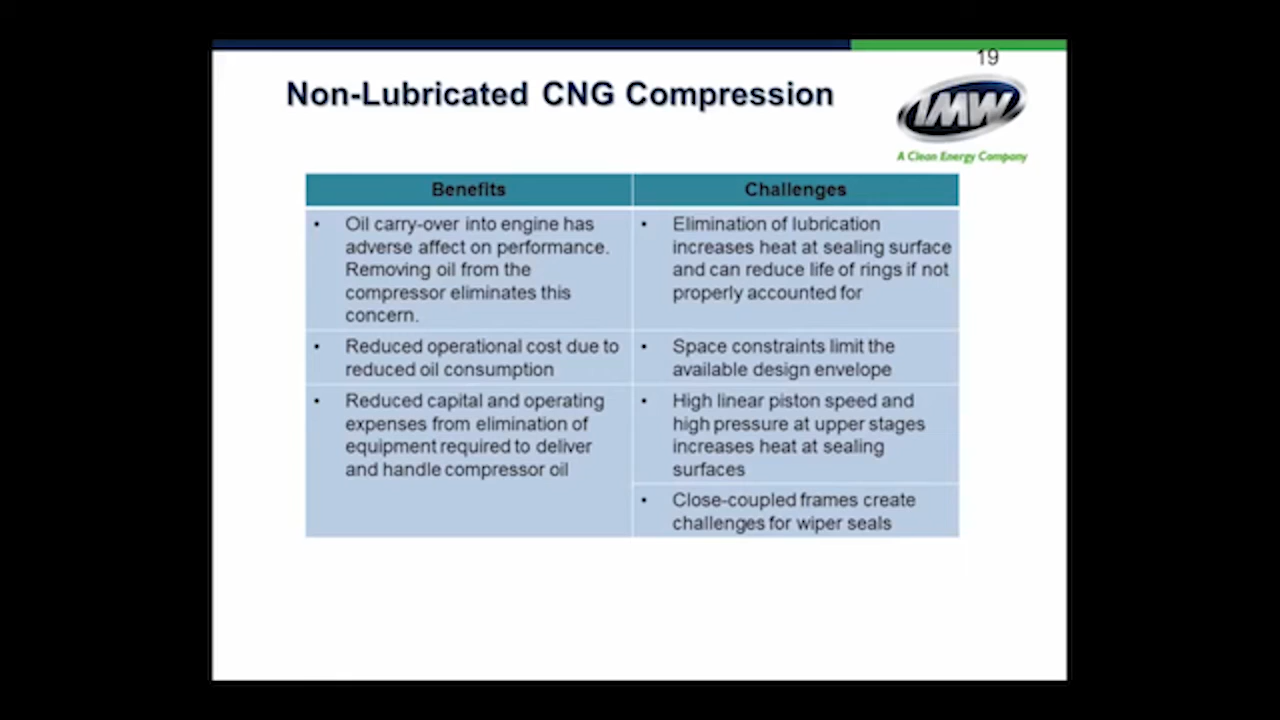 19
Non-Lubricated CNG Compression
IMW
A Clean Energy Company
Benefits
Challenges
• Oil carry-over into engine has
adverse affect on performance.
Removing oil from the
compressor eliminates this
concern.
• Elimination of lubrication
increases heat at sealing surface
and can reduce life of rings if not
properly accounted for
• Reduced operational cost due to
reduced oil consumption
• Space constraints limit the
available design envelope
• Reduced capital and operating
expenses from elimination of
equipment required to deliver
and handle compressor oil
• High linear piston speed and
high pressure at upper stages
increases heat at sealing
surfaces
• Close-coupled frames create
challenges for wiper seals